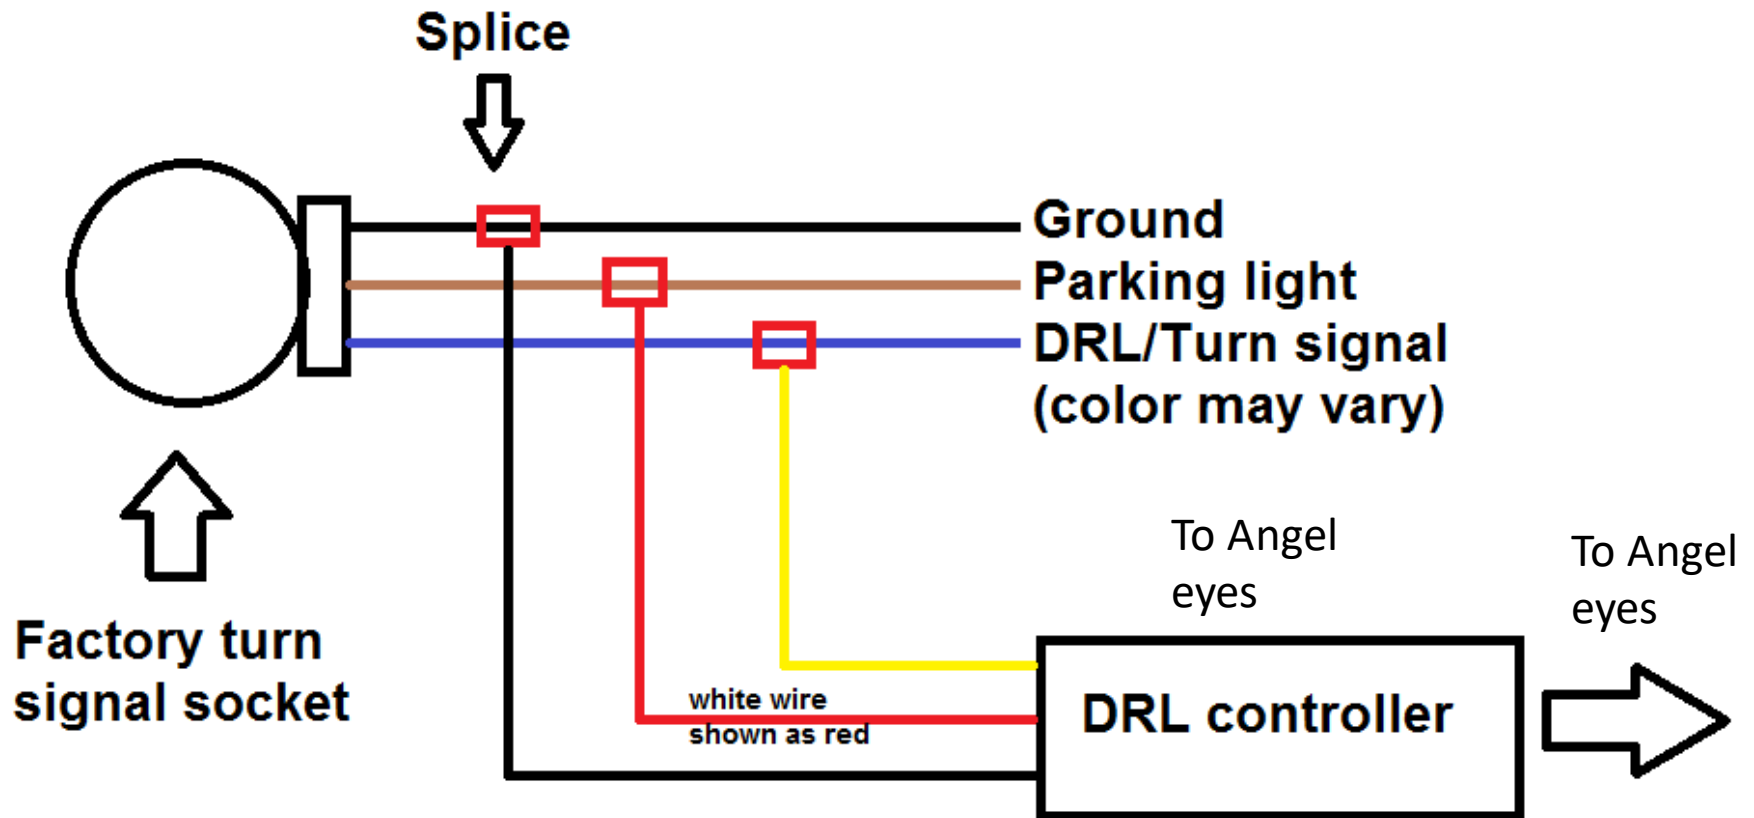 Splice
Ground
Parking light
DRL/Turn signal
(color may vary)
To Angel
eyes
To Angel
eyes
Factory turn
signal socket
white wire
shown as red
DRL controller